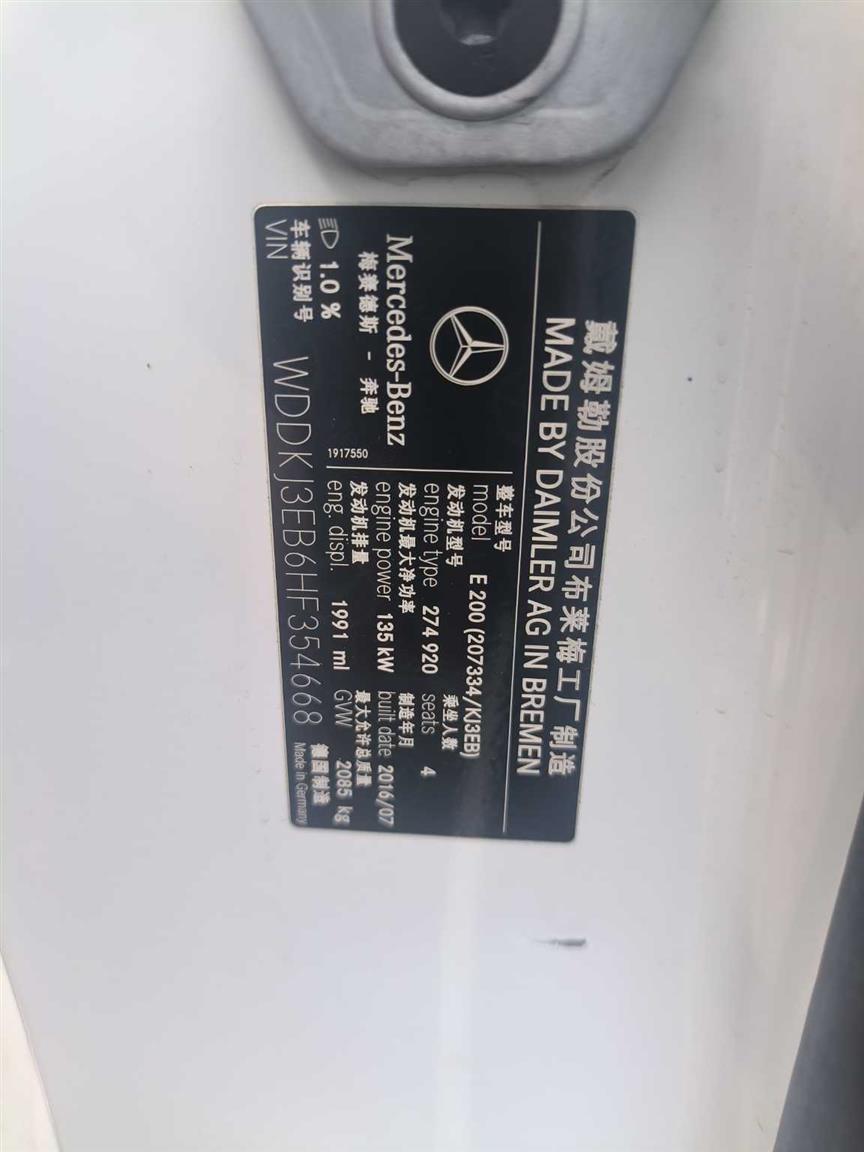 戴姆勒股份公司布莱梅工厂制造
MADE BY DAIMLER AG IN BREMEN
Mercedes-Benz
梅赛德斯 - 奔驰
1.0 %
1917550
整车型号
model E 200 (207334/KJ3EB)
发动机型号 乘坐人数
engine type 274 920 seats 4
发动机最大净功率 制造年月
engine power 135 kW built date 2016/07
发动机排量 最大允许总质量
eng. displ. 1991 ml GVW 2085 kg
车辆识别号 德国制造
VIN WDDKJ3EB6HF354668 Made in Germany